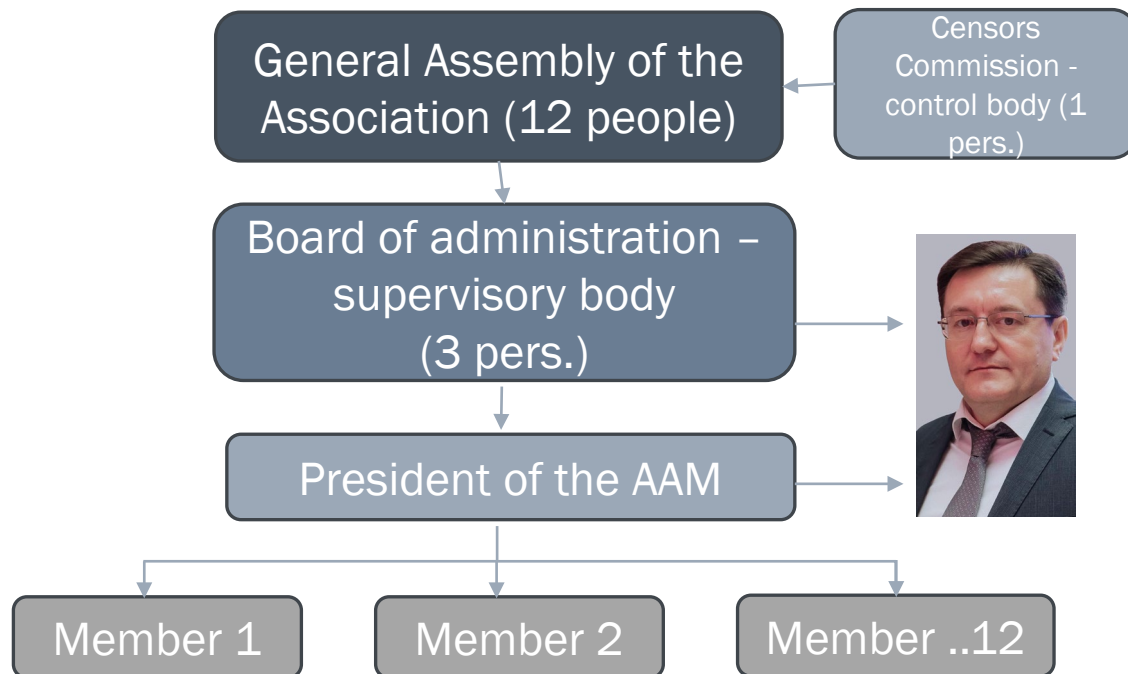 General Assembly of the
Association (12 people)
Censors
Commission -
control body (1
pers.)
Board of administration –
supervisory body
(3 pers.)
President of the AAM
Member 1
Member 2
Member ..12